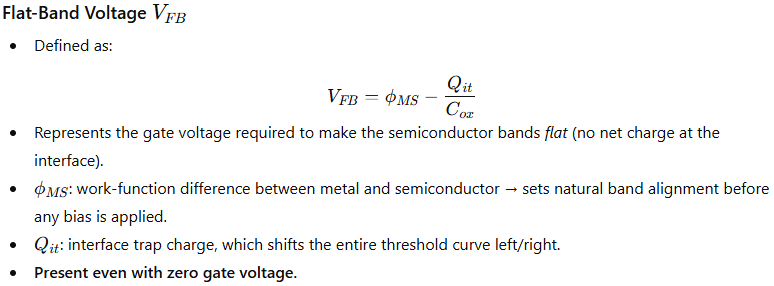 Flat-Band Voltage V_{FB}
• Defined as:
V_{FB} = \phi_{MS} - \frac{Q_{it}}{C_{ox}}
• Represents the gate voltage required to make the semiconductor bands flat (no net charge at the
interface).
• \phi_{MS}: work-function difference between metal and semiconductor → sets natural band alignment before
any bias is applied.
• Q_{it}: interface trap charge, which shifts the entire threshold curve left/right.
• Present even with zero gate voltage.